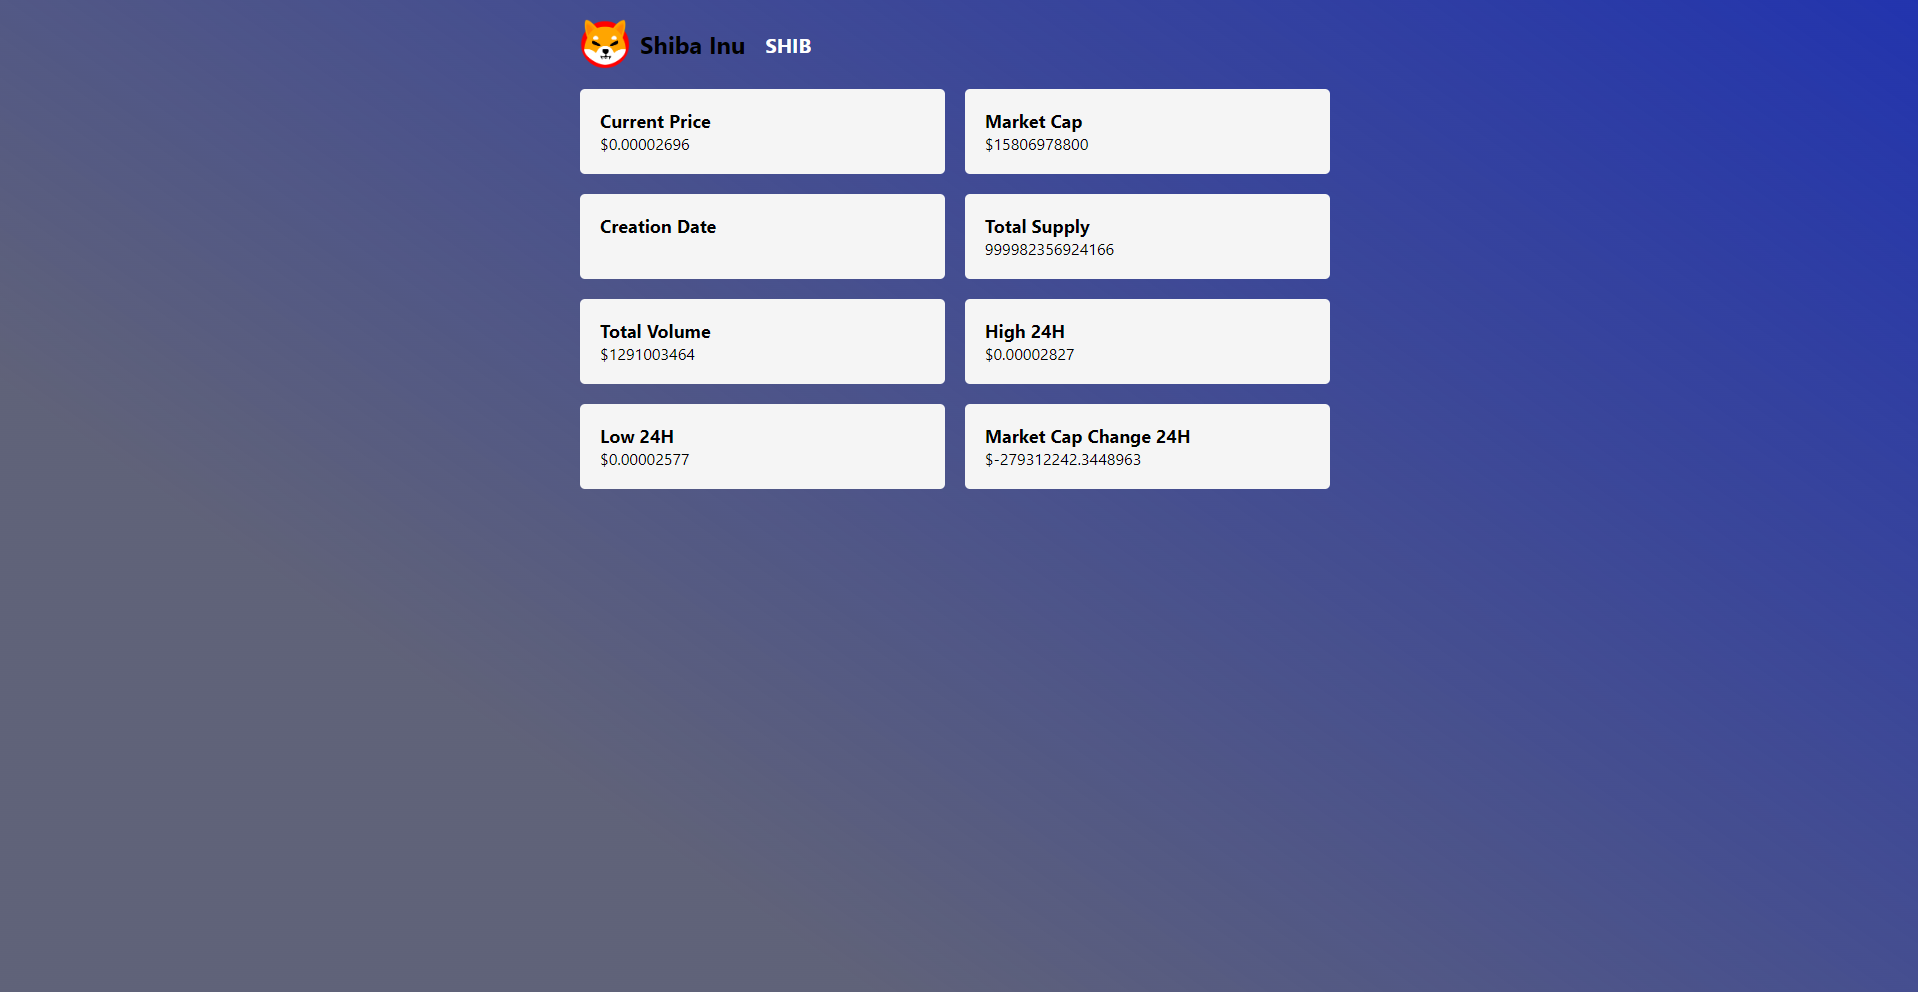 Shiba Inu SHIB
Current Price
$0.00002696
Market Cap
$15806978800
Creation Date
Total Supply
999982356924166
Total Volume
$1291003464
High 24H
$0.00002827
Low 24H
$0.00002577
Market Cap Change 24H
$-279312242.3448963